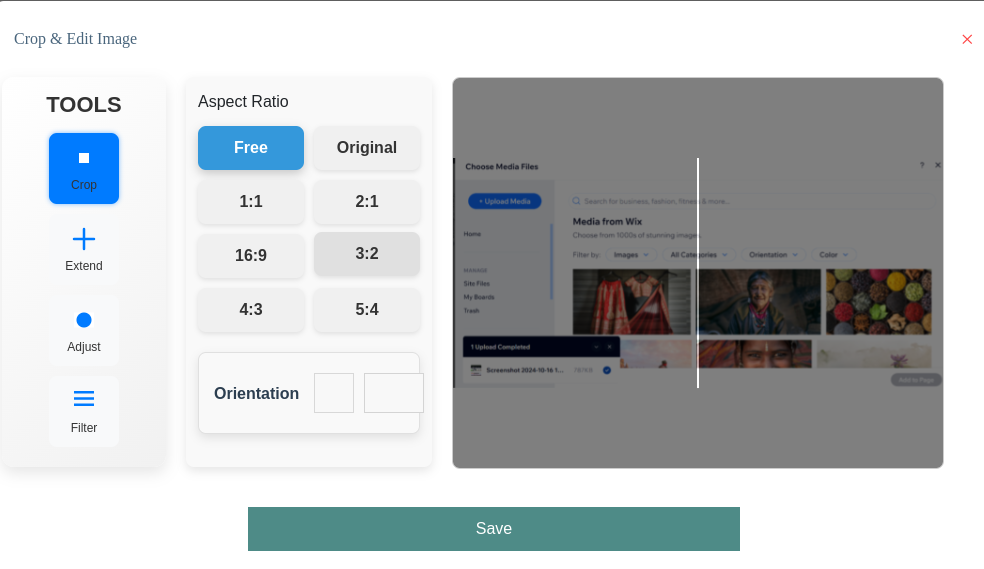 Crop & Edit Image
TOOLS
Crop
Extend
Adjust
Filter
Aspect Ratio
Free
Original
1:1
2:1
16:9
3:2
4:3
5:4
Orientation
Choose Media Files
?
+ Upload Media
Search for business, fashion, fitness & more...
Home
Media from Wix
Choose from 1000s of stunning images
Filter by:
Images
All Categories
Orientation
Color
MANAGE
Site Files
My Boards
Trash
1 Upload Completed
Screenshot 2024-10-16 1...
Add to Page
Save